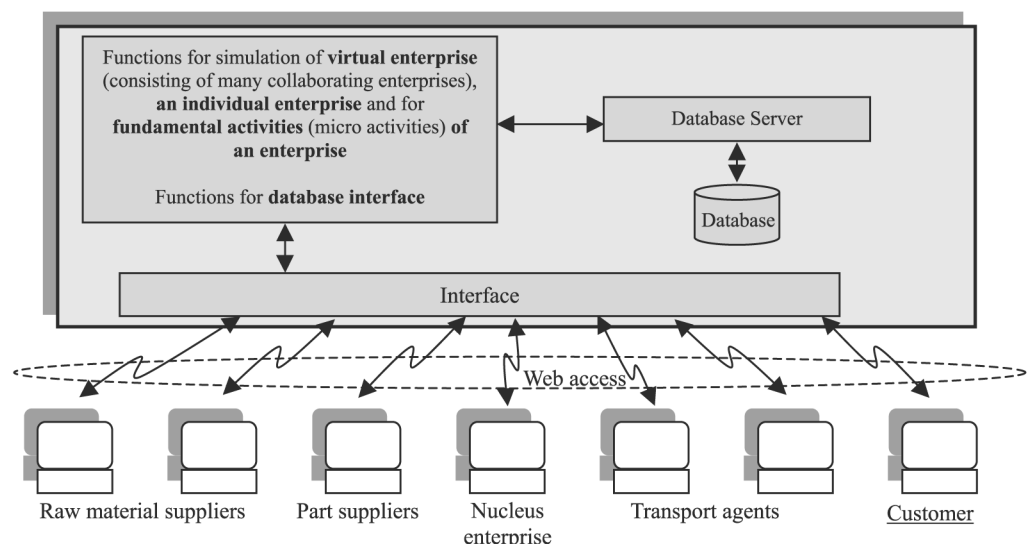 Functions for simulation of virtual enterprise
(consisting of many collaborating enterprises),
an individual enterprise and for
fundamental activities (micro activities) of
an enterprise
Functions for database interface
Database Server
Database
Interface
Web access
Raw material suppliers
Part suppliers
Nucleus
enterprise
Transport agents
Customer